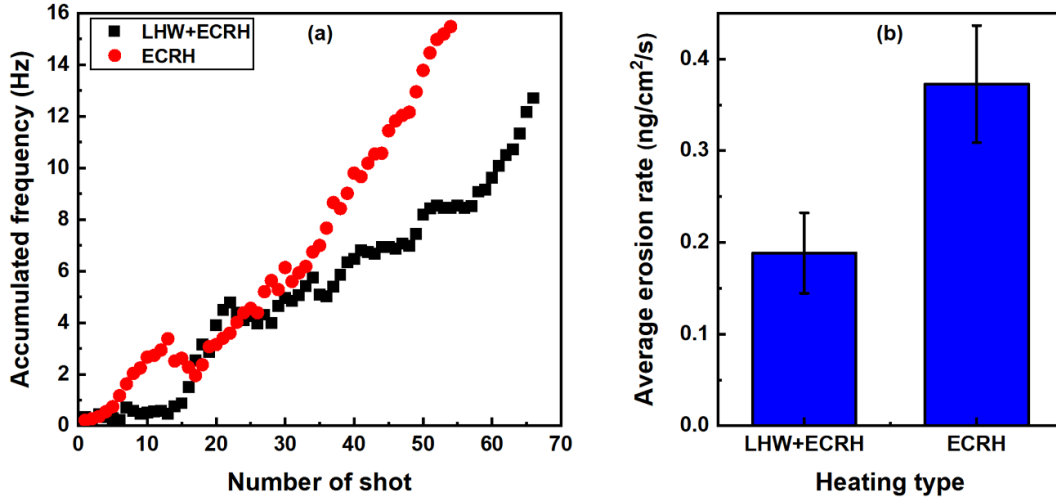 (a)
LHW+ECRH
ECRH
Accumulated frequency (Hz)
16
14
12
10
8
6
4
2
0
0 10 20 30 40 50 60 70
Number of shot
(b)
Average erosion rate (ng/cm²/s)
0.4
0.3
0.2
0.1
0.0
LHW+ECRH ECRH
Heating type